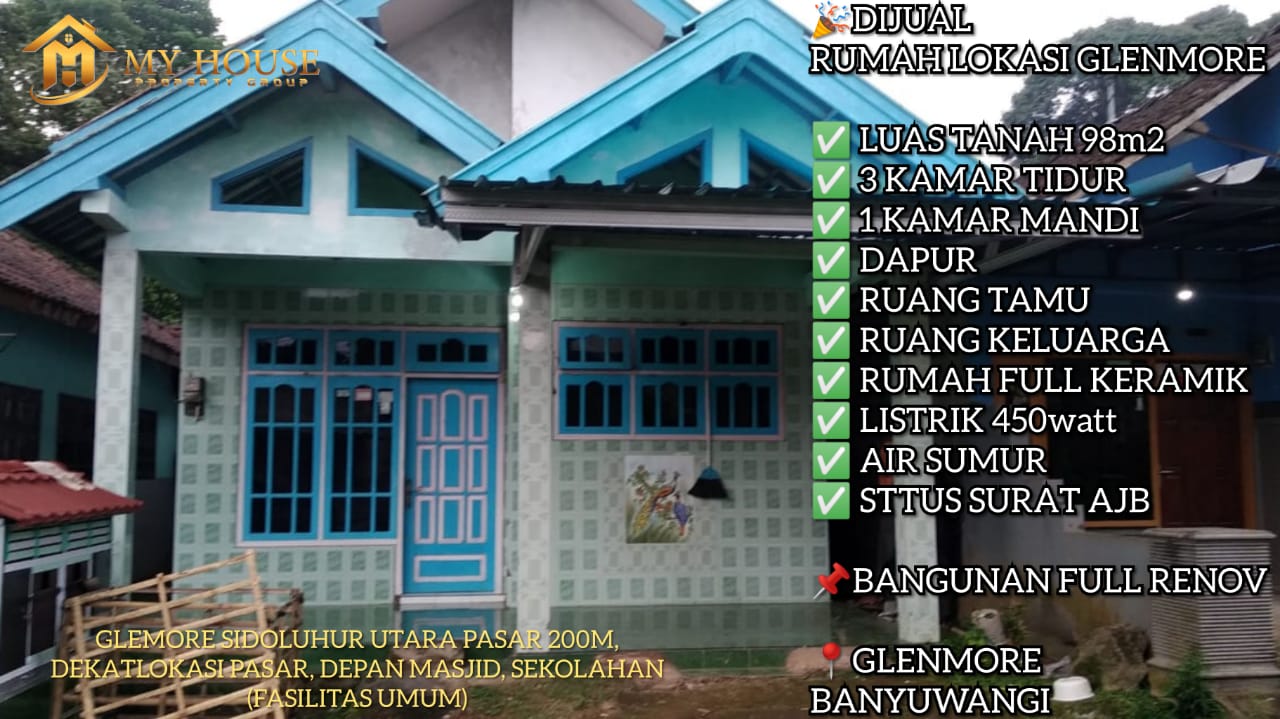 MY HOUSE
PROPERTY GROUP
🎉DIJUAL
RUMAH LOKASI GLENMORE
✅ LUAS TANAH 98m2
✅ 3 KAMAR TIDUR
✅ 1 KAMAR MANDI
✅ DAPUR
✅ RUANG TAMU
✅ RUANG KELUARGA
✅ RUMAH FULL KERAMIK
✅ LISTRIK 450watt
✅ AIR SUMUR
✅ STTUS SURAT AJB
📌BANGUNAN FULL RENOV
📍GLENMORE
BANYUWANGI
GLEMORE SIDOLUHUR UTARA PASAR 200M,
DEKATLOKASI PASAR, DEPAN MASJID, SEKOLAHAN
(FASILITAS UMUM)